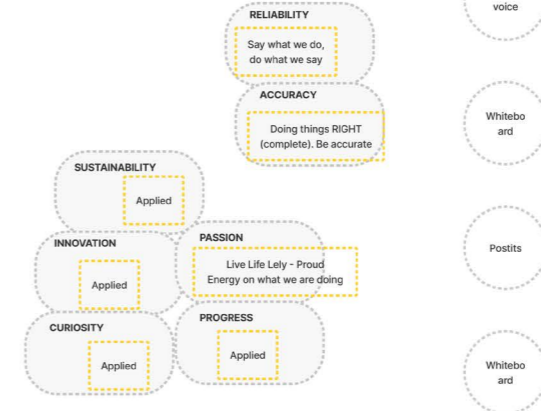 voice
RELIABILITY
Say what we do,
do what we say
ACCURACY
Doing things RIGHT
(complete). Be accurate
Whitebo
ard
SUSTAINABILITY
Applied
INNOVATION
Applied
PASSION
Live Life Lely - Proud
Energy on what we are doing
Postits
CURIOSITY
Applied
PROGRESS
Applied
Whitebo
ard